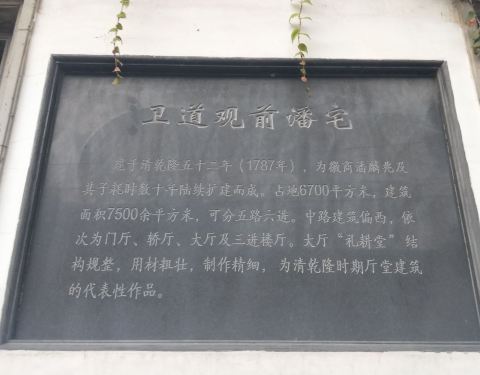 卫道观前潘宅
建于清乾隆五十二年（1787年），为徽商潘麟兆及
其子耗时数十年陆续扩建而成。占地6700平方米，建筑
面积7500余平方米，可分五路六进。中路建筑偏西，依
次为门厅、轿厅、大厅及三进楼厅。大厅“礼耕堂”结
构规整，用材粗壮，制作精细，为清乾隆时期厅堂建筑
的代表性作品。